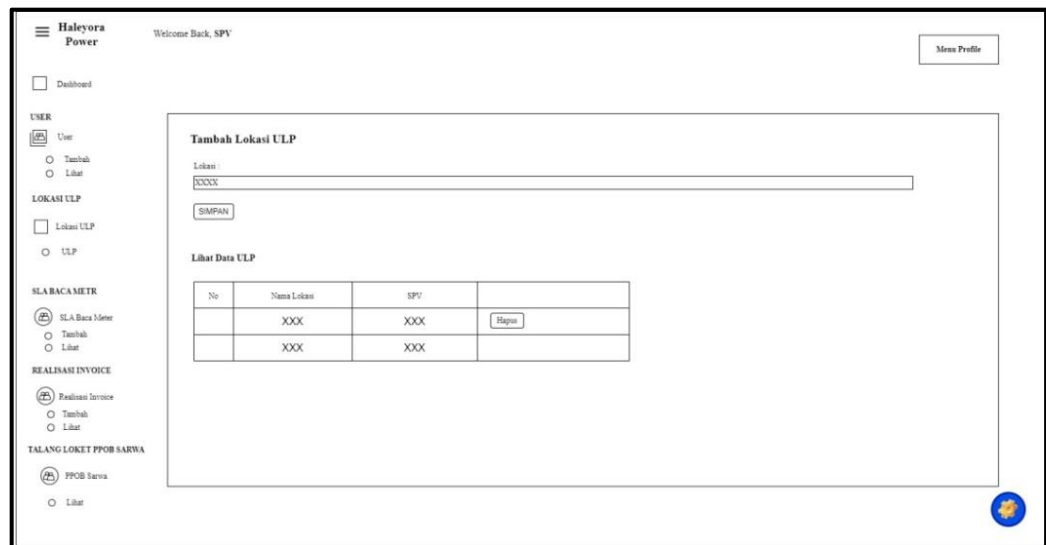 Haleyora
Power
Welcome Back, SPV
Menu Profile
Dashboard
USER
User
Tambah
Lihat
LOKASI ULP
Lokasi ULP
ULP
SLA BACA METR
SLA Baca Meter
Tambah
Lihat
REALISASI INVOICE
Realisasi Invoice
Tambah
Lihat
TALANG LOKET PPOB SARWA
PPOB Sarwa
Lihat
Tambah Lokasi ULP
Lokasi :
XXXX
SIMPAN
Lihat Data ULP
No Nama Lokasi SPV
XXX XXX Hapus
XXX XXX